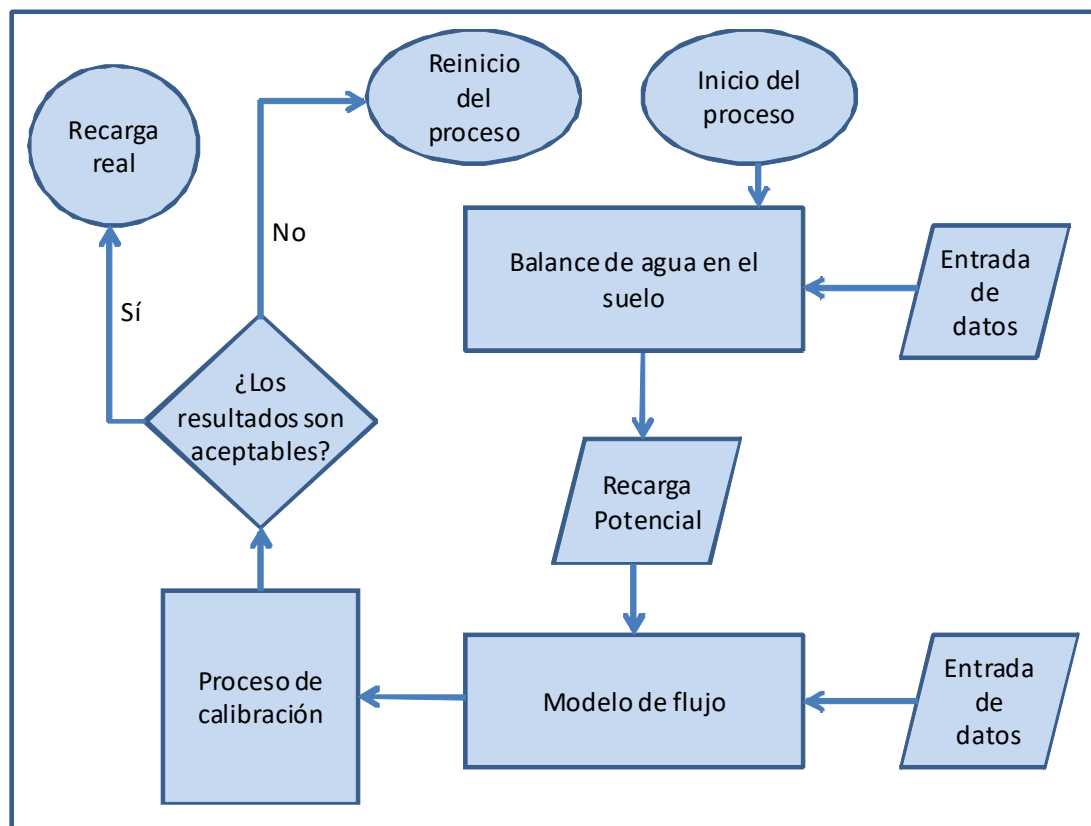 Reinicio
del
proceso
Inicio del
proceso
Recarga
real
No
Sí
Balance de agua en el
suelo
Entrada
de
datos
¿Los
resultados son
aceptables?
Recarga
Potencial
Proceso de
calibración
Modelo de flujo
Entrada
de
datos